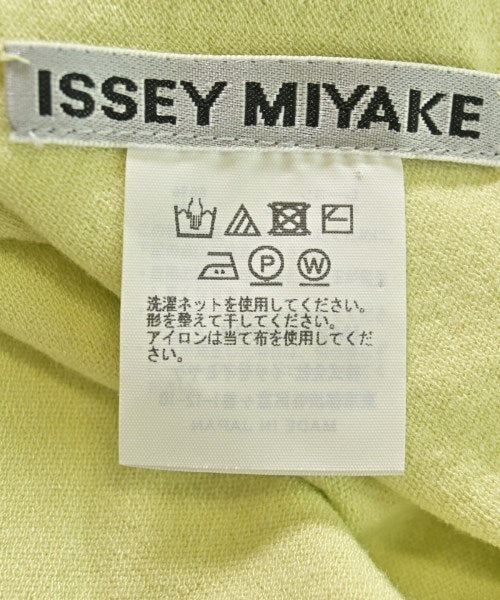 ISSEY MIYAKE
P W
洗濯ネットを使用してください。
形を整えて干してください。
アイロンは当て布を使用してくだ
さい。
MADE IN JAPAN